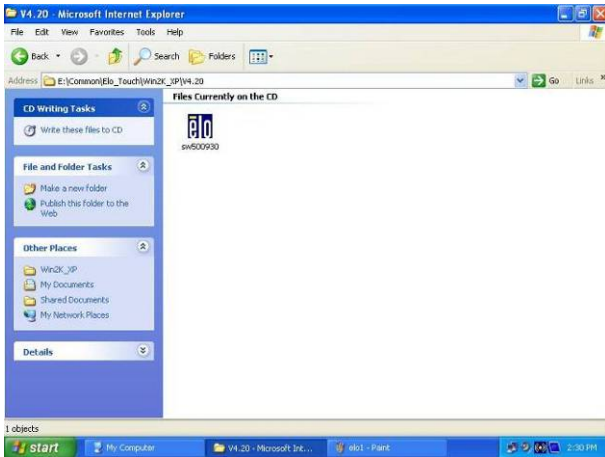 V4.20 - Microsoft Internet Explorer
File Edit View Favorites Tools Help
Back Search Folders
Address E:\Common\Elo_Touch\Win2K_XP\V4.20 Go Links »
CD Writing Tasks
Write these files to CD
File and Folder Tasks
Make a new folder
Publish this folder to the
Web
Other Places
Win2K_XP
My Documents
Shared Documents
My Network Places
Details
Files Currently on the CD
elo
sw500930
1 objects
start My Computer V4.20 - Microsoft Int... elo1 - Paint 2:30 PM